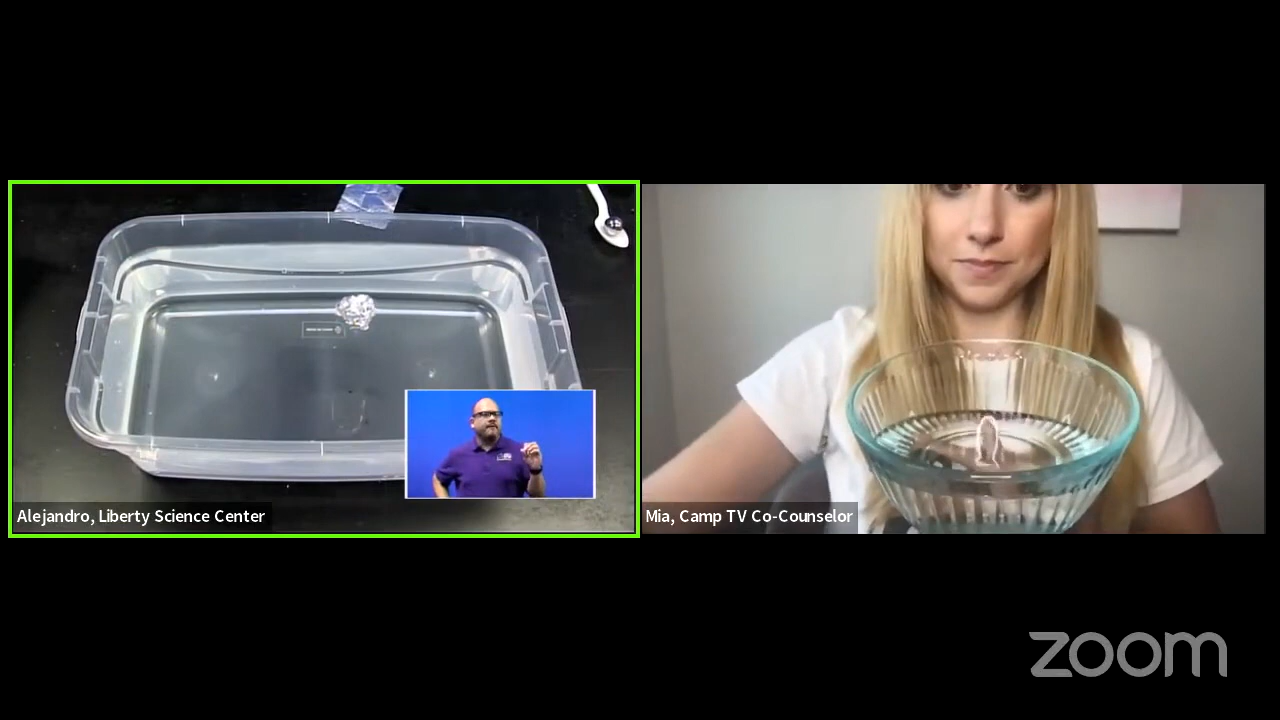 Alejandro, Liberty Science Center
Mia, Camp TV Co-Counselor
zoom